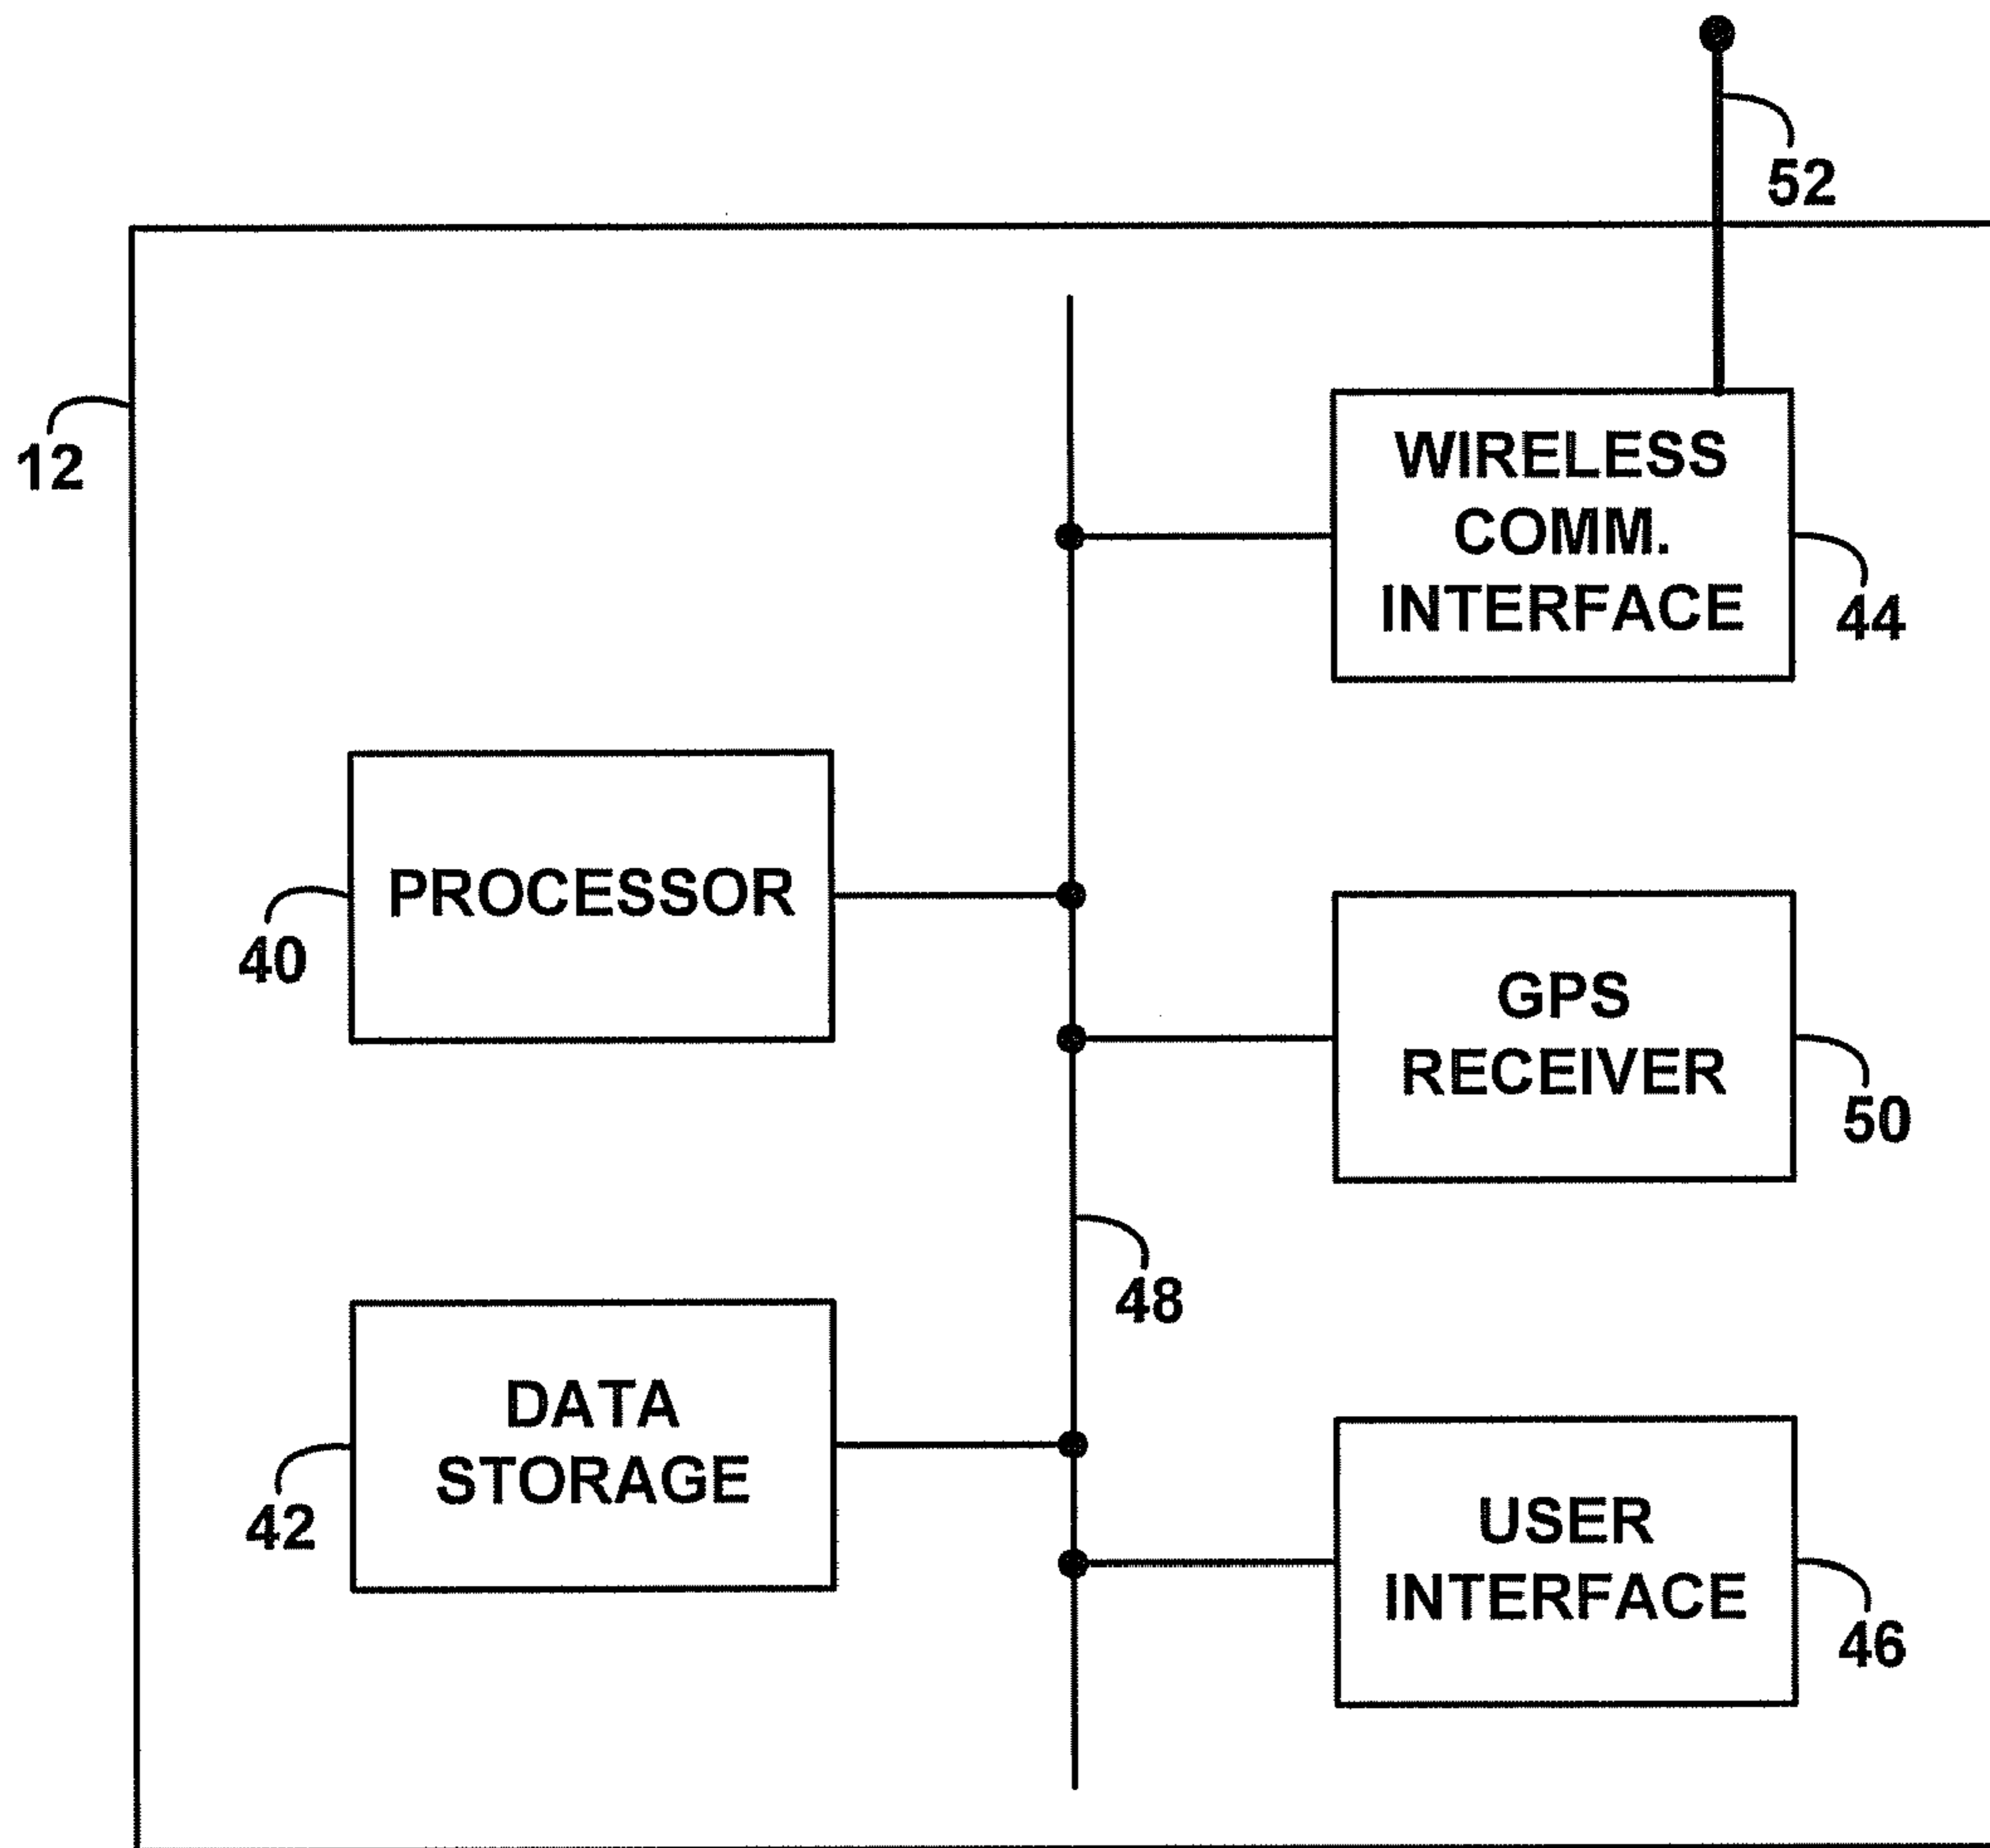 52
12
WIRELESS
COMM.
INTERFACE
44
PROCESSOR
40
GPS
RECEIVER
50
48
DATA
STORAGE
42
USER
INTERFACE
46